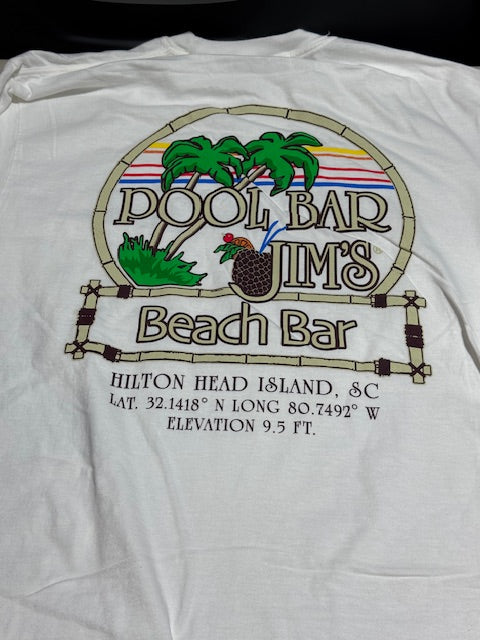 POOL BAR
JIM'S
Beach Bar
HILTON HEAD ISLAND, SC
LAT. 32.1418° N LONG 80.7492° W
ELEVATION 9.5 FT.